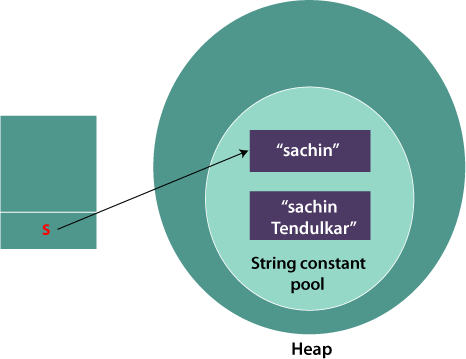 s
“sachin”
“sachin
Tendulkar”
String constant
pool
Heap